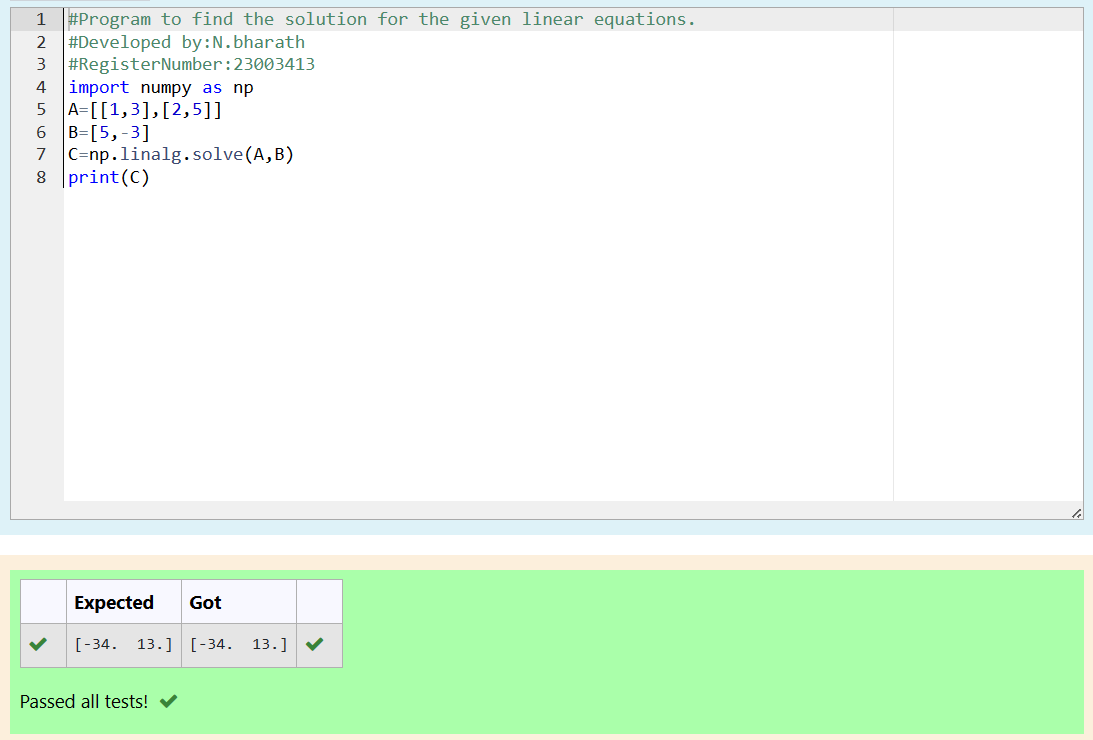 1 #Program to find the solution for the given linear equations.
2 #Developed by:N.bharath
3 #RegisterNumber:23003413
4 import numpy as np
5 A=[[1,3],[2,5]]
6 B=[5,-3]
7 C=np.linalg.solve(A,B)
8 print(C)
Expected Got
[-34.  13.] [-34.  13.]
Passed all tests!